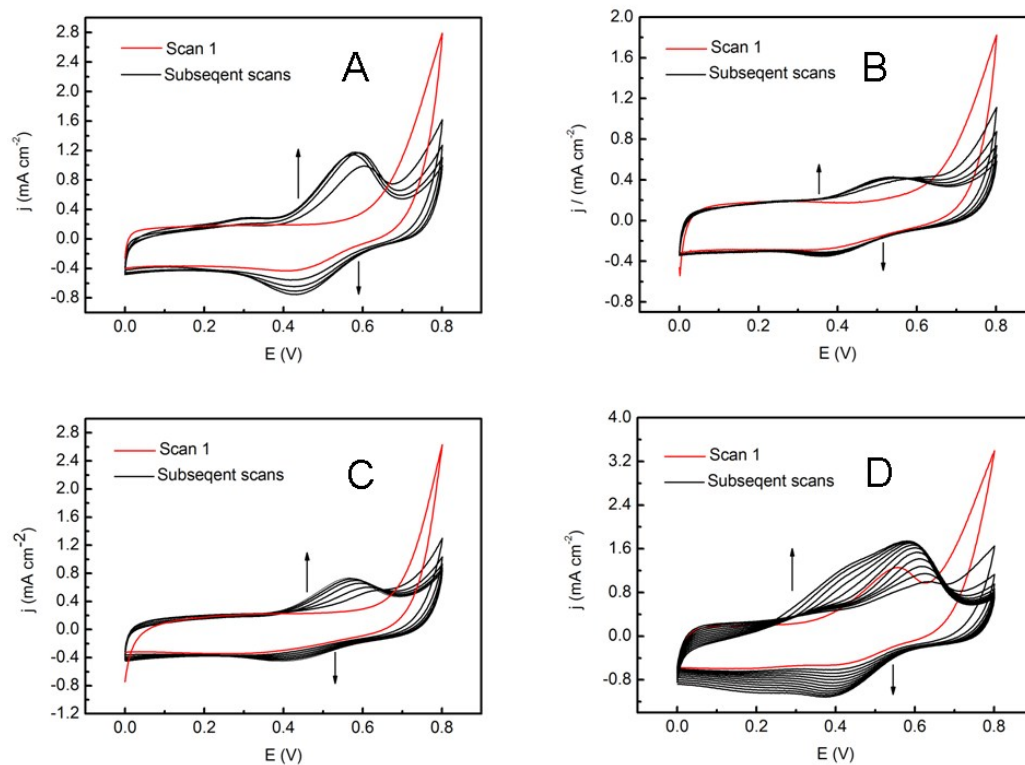 2.8
2.4
2.0
1.6
1.2
0.8
0.4
0.0
-0.4
-0.8
Scan 1
Subseqent scans
A
j (mA cm-2)
0.0 0.2 0.4 0.6 0.8
E (V)
2.0
1.6
1.2
0.8
0.4
0.0
-0.4
-0.8
Scan 1
Subseqent scans
B
j / (mA cm-2)
0.0 0.2 0.4 0.6 0.8
E (V)
2.8
2.4
2.0
1.6
1.2
0.8
0.4
0.0
-0.4
-0.8
-1.2
Scan 1
Subseqent scans
C
j (mA cm-2)
0.0 0.2 0.4 0.6 0.8
E (V)
4.0
3.2
2.4
1.6
0.8
0.0
-0.8
Scan 1
Subseqent scans
D
j (mA cm-2)
0.0 0.2 0.4 0.6 0.8
E (V)